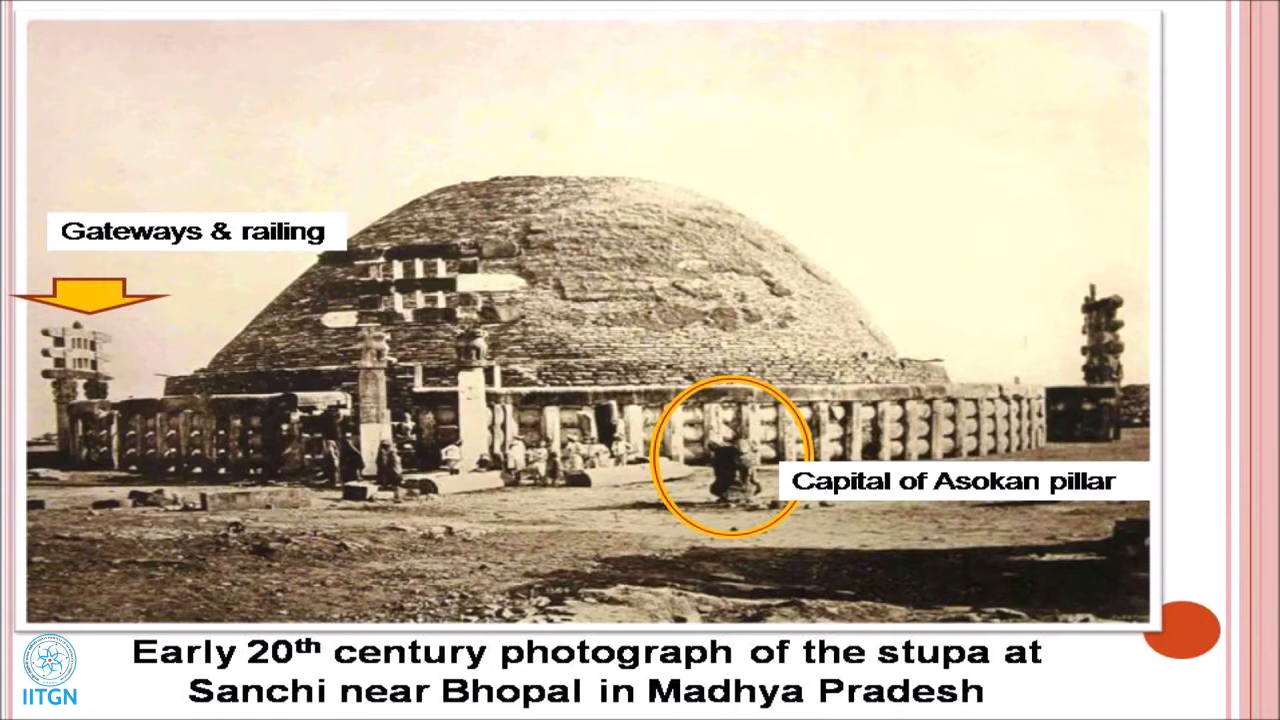 Gateways & railing
Capital of Asokan pillar
Early 20th century photograph of the stupa at
Sanchi near Bhopal in Madhya Pradesh
IITGN